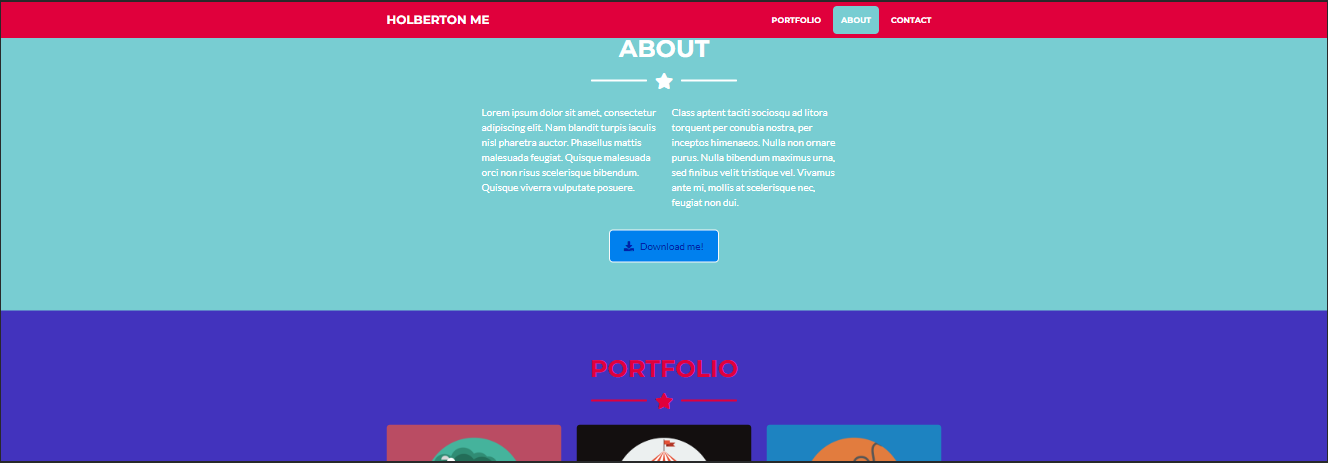 HOLBERTON ME
PORTFOLIO
ABOUT
CONTACT
ABOUT
Lorem ipsum dolor sit amet, consectetur
adipiscing elit. Nam blandit turpis iaculis
nisl pharetra auctor. Phasellus mattis
malesuada feugiat. Quisque malesuada
orci non risus scelerisque bibendum.
Quisque viverra vulputate posuere.
Class aptent taciti sociosqu ad litora
torquent per conubia nostra, per
inceptos himenaeos. Nulla non ornare
purus. Nulla bibendum maximus urna,
sed finibus velit tristique vel. Vivamus
ante mi, mollis at scelerisque nec,
feugiat non dui.
Download me!
PORTFOLIO